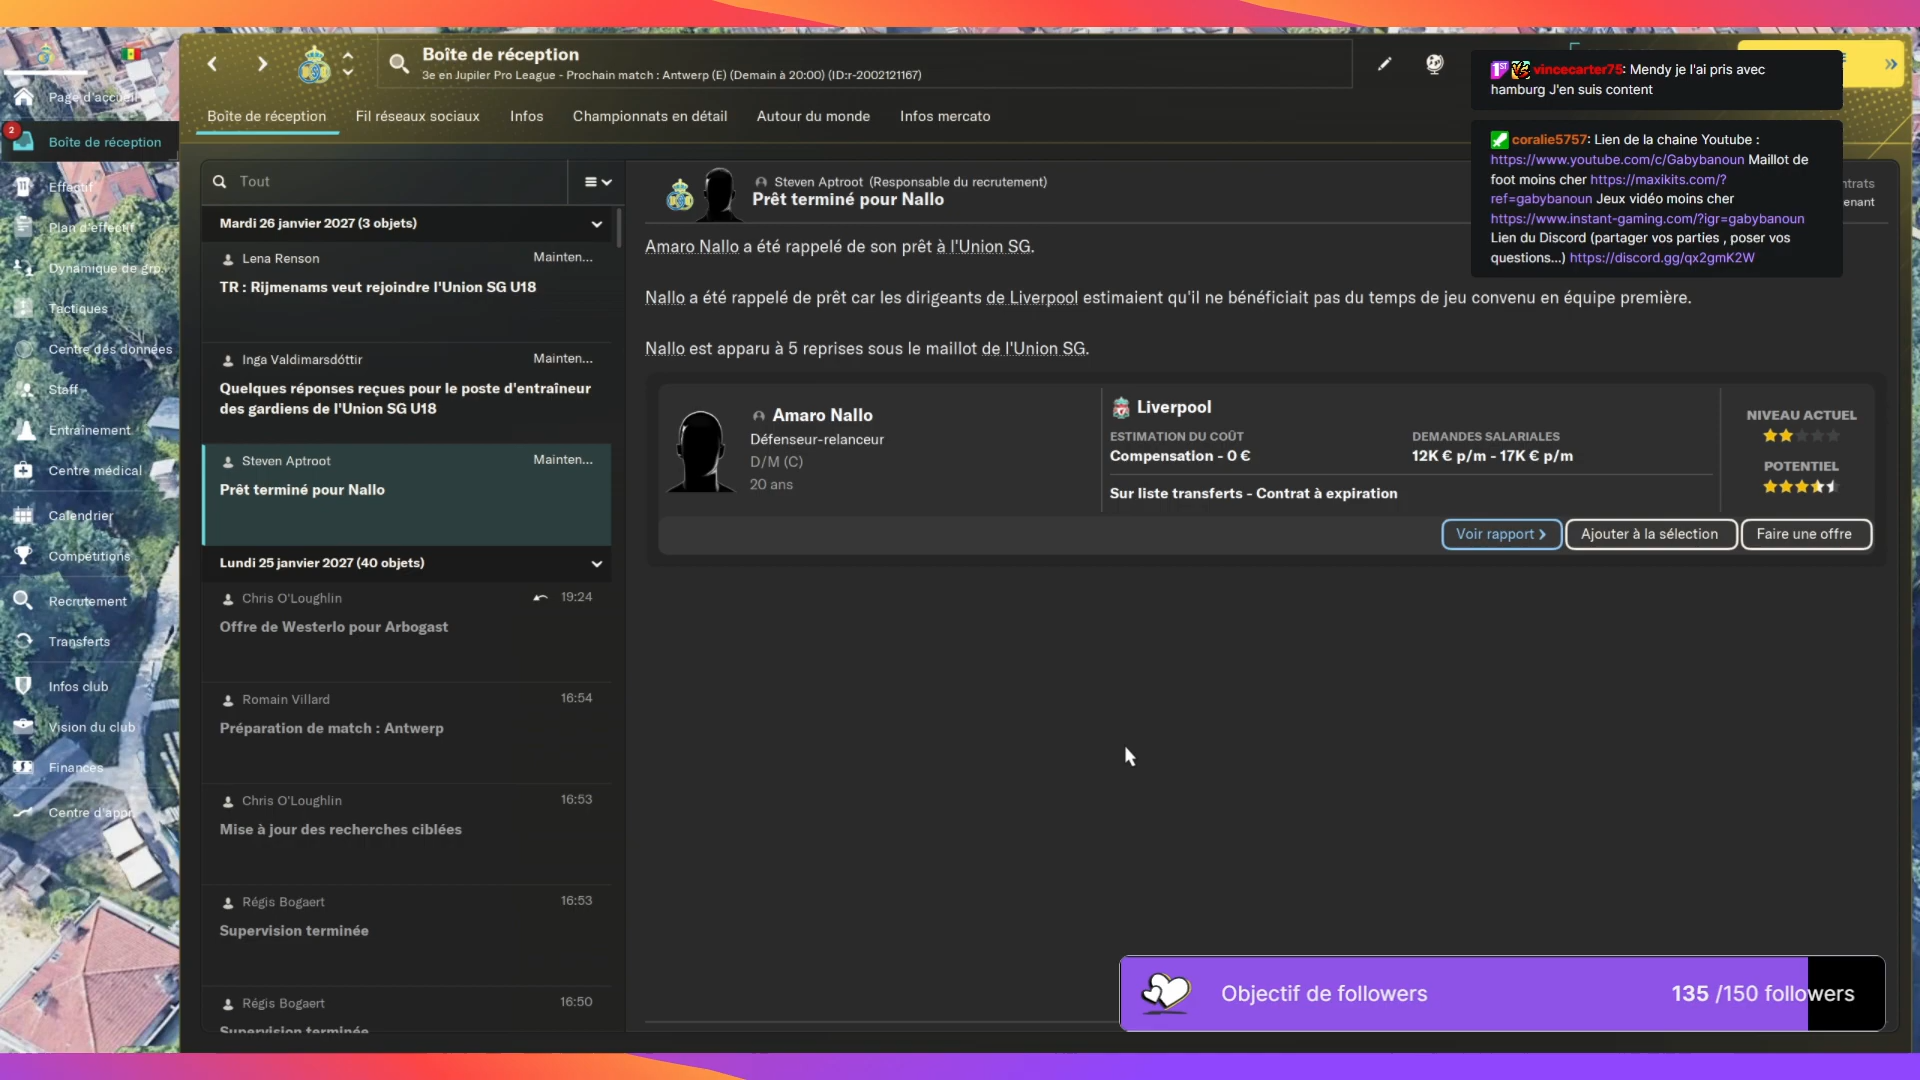 Boîte de réception
3e en Jupiler Pro League - Prochain match : Antwerp (E) (Demain à 20:00) (ID:r-2002121167)
Boîte de réception
Fil réseaux sociaux
Infos
Championnats en détail
Autour du monde
Infos mercato
Page d'accueil
2
Boîte de réception
Effectif
Plan d'effectif
Dynamique de grp.
Tactiques
Centre des données
Staff
Entraînement
Centre médical
Calendrier
Compétitions
Recrutement
Transferts
Infos club
Vision du club
Finances
Centre d'appr.
Tout
Mardi 26 janvier 2027 (3 objets)
Lena Renson
Mainten...
TR : Rijmenams veut rejoindre l'Union SG U18
Inga Valdimarsdóttir
Mainten...
Quelques réponses reçues pour le poste d'entraîneur
des gardiens de l'Union SG U18
Steven Aptroot
Mainten...
Prêt terminé pour Nallo
Lundi 25 janvier 2027 (40 objets)
Chris O'Loughlin
19:24
Offre de Westerlo pour Arbogast
Romain Villard
16:54
Préparation de match : Antwerp
Chris O'Loughlin
16:53
Mise à jour des recherches ciblées
Régis Bogaert
16:53
Supervision terminée
Régis Bogaert
16:50
Supervision terminée
Steven Aptroot (Responsable du recrutement)
Prêt terminé pour Nallo
Amaro Nallo a été rappelé de son prêt à l'Union SG.
Nallo a été rappelé de prêt car les dirigeants de Liverpool estimaient qu'il ne bénéficiait pas du temps de jeu convenu en équipe première.
Nallo est apparu à 5 reprises sous le maillot de l'Union SG.
Amaro Nallo
Défenseur-relanceur
D/M (C)
20 ans
Liverpool
ESTIMATION DU COÛT
Compensation - 0 €
DEMANDES SALARIALES
12K € p/m - 17K € p/m
Sur liste transferts - Contrat à expiration
NIVEAU ACTUEL
POTENTIEL
Voir rapport
Ajouter à la sélection
Faire une offre
1ST vincecarter75: Mendy je l'ai pris avec
hamburg J'en suis content
coralie5757: Lien de la chaine Youtube :
https://www.youtube.com/c/Gabybanoun Maillot de
foot moins cher https://maxikits.com/?
ref=gabybanoun Jeux vidéo moins cher
https://www.instant-gaming.com/?igr=gabybanoun
Lien du Discord (partager vos parties , poser vos
questions...) https://discord.gg/qx2gmK2W
Objectif de followers
135 /150 followers